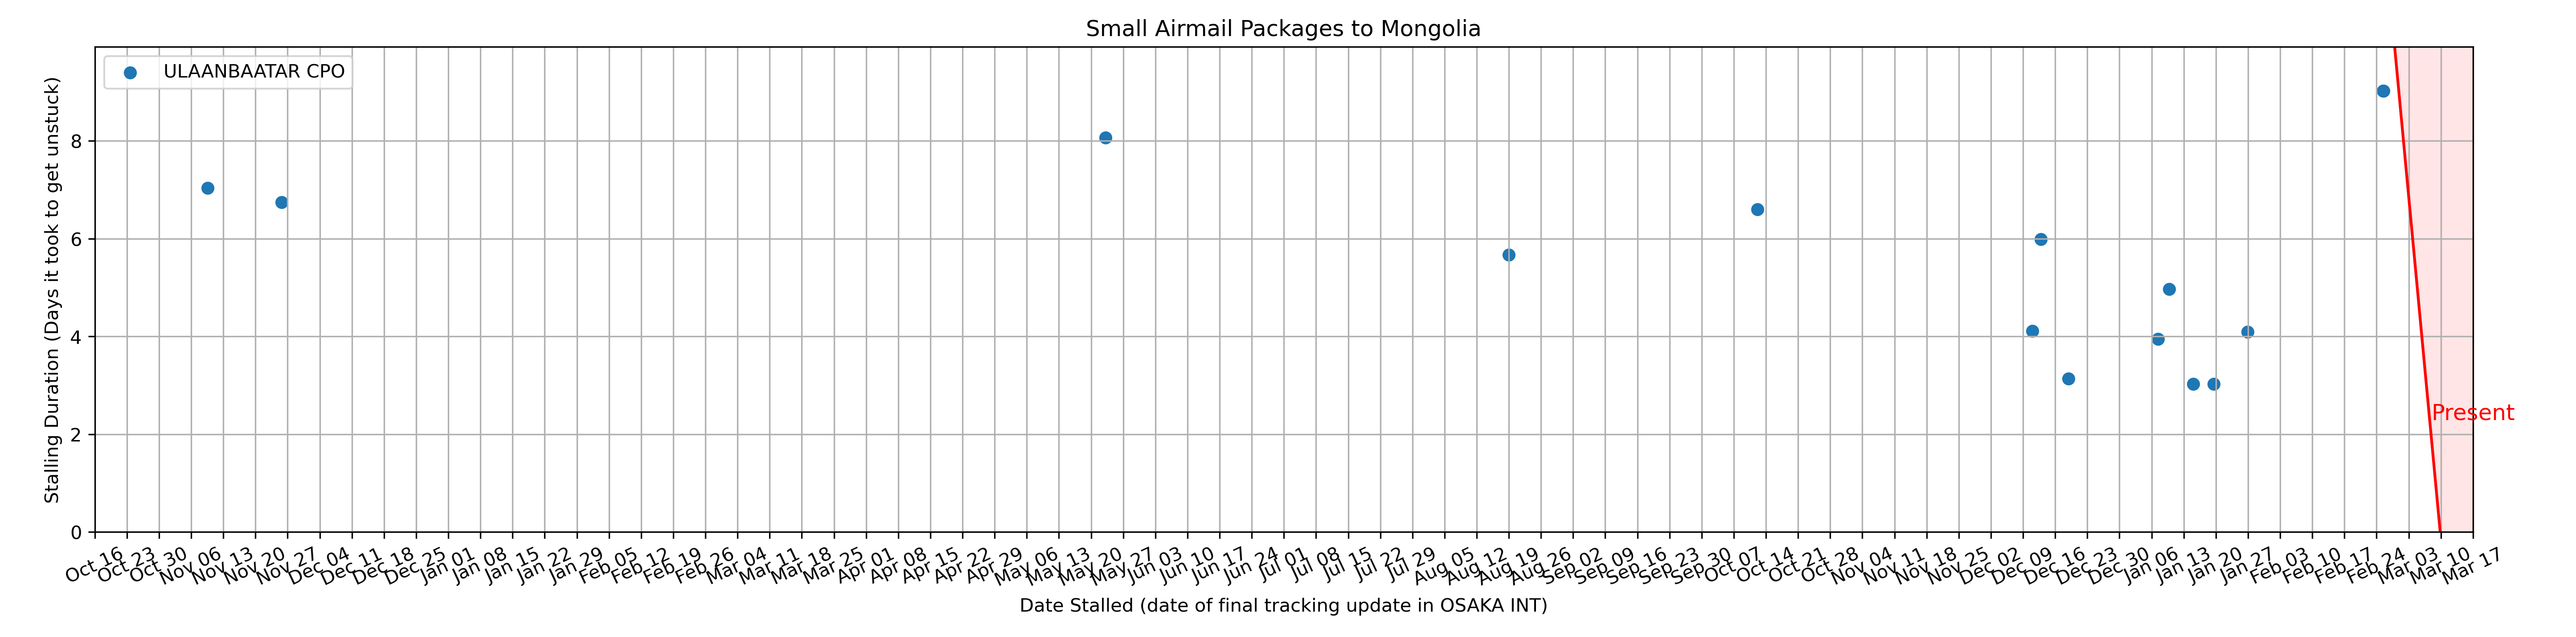 Small Airmail Packages to Mongolia
ULAANBAATAR CPO
Stalling Duration (Days it took to get unstuck)
8
6
4
2
0
Present
Oct 16
Oct 23
Oct 30
Nov 06
Nov 13
Nov 20
Nov 27
Dec 04
Dec 11
Dec 18
Dec 25
Jan 01
Jan 08
Jan 15
Jan 22
Jan 29
Feb 05
Feb 12
Feb 19
Feb 26
Mar 04
Mar 11
Mar 18
Mar 25
Apr 01
Apr 08
Apr 15
Apr 22
Apr 29
May 06
May 13
May 20
May 27
Jun 03
Jun 10
Jun 17
Jun 24
Jul 01
Jul 08
Jul 15
Jul 22
Jul 29
Aug 05
Aug 12
Aug 19
Aug 26
Sep 02
Sep 09
Sep 16
Sep 23
Sep 30
Oct 07
Oct 14
Oct 21
Oct 28
Nov 04
Nov 11
Nov 18
Nov 25
Dec 02
Dec 09
Dec 16
Dec 23
Dec 30
Jan 06
Jan 13
Jan 20
Jan 27
Feb 03
Feb 10
Feb 17
Feb 24
Mar 03
Mar 10
Mar 17
Date Stalled (date of final tracking update in OSAKA INT)